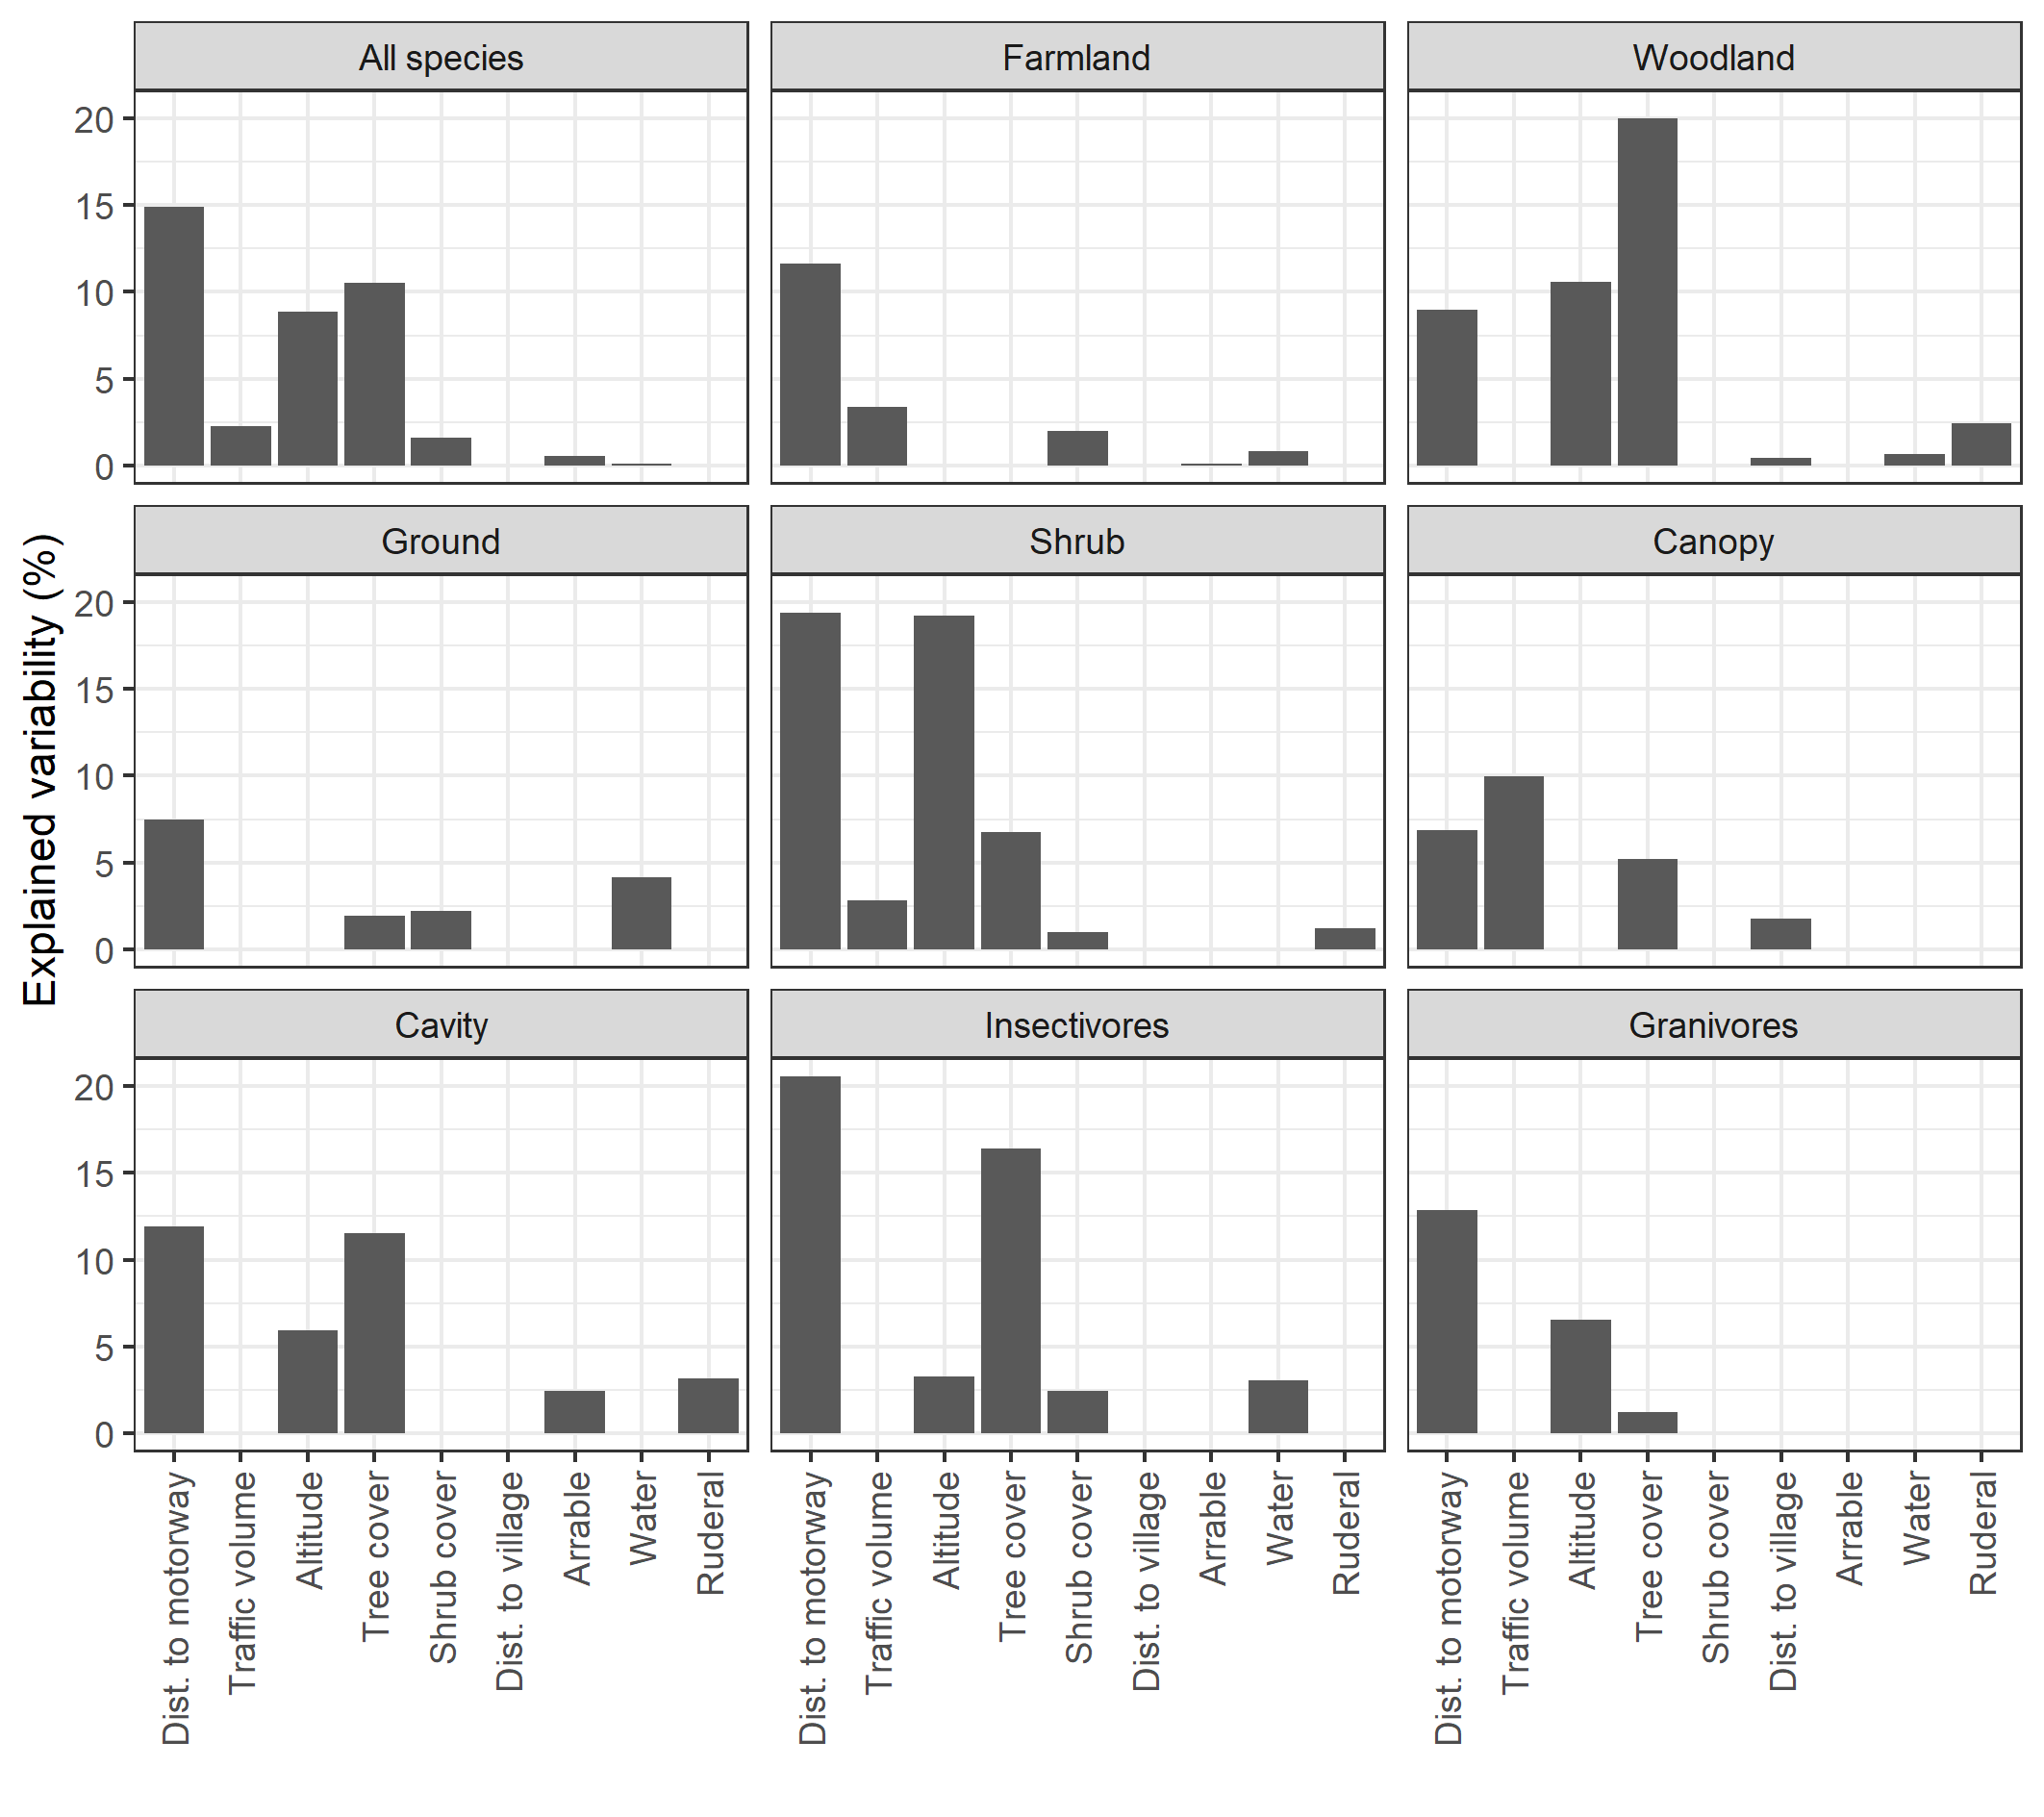 All species
Farmland
Woodland
20
15
10
5
0
Ground
Shrub
Canopy
Explained variability (%)
20
15
10
5
0
Cavity
Insectivores
Granivores
20
15
10
5
0
Dist. to motorway
Traffic volume
Altitude
Tree cover
Shrub cover
Dist. to village
Arrable
Water
Ruderal
Dist. to motorway
Traffic volume
Altitude
Tree cover
Shrub cover
Dist. to village
Arrable
Water
Ruderal
Dist. to motorway
Traffic volume
Altitude
Tree cover
Shrub cover
Dist. to village
Arrable
Water
Ruderal